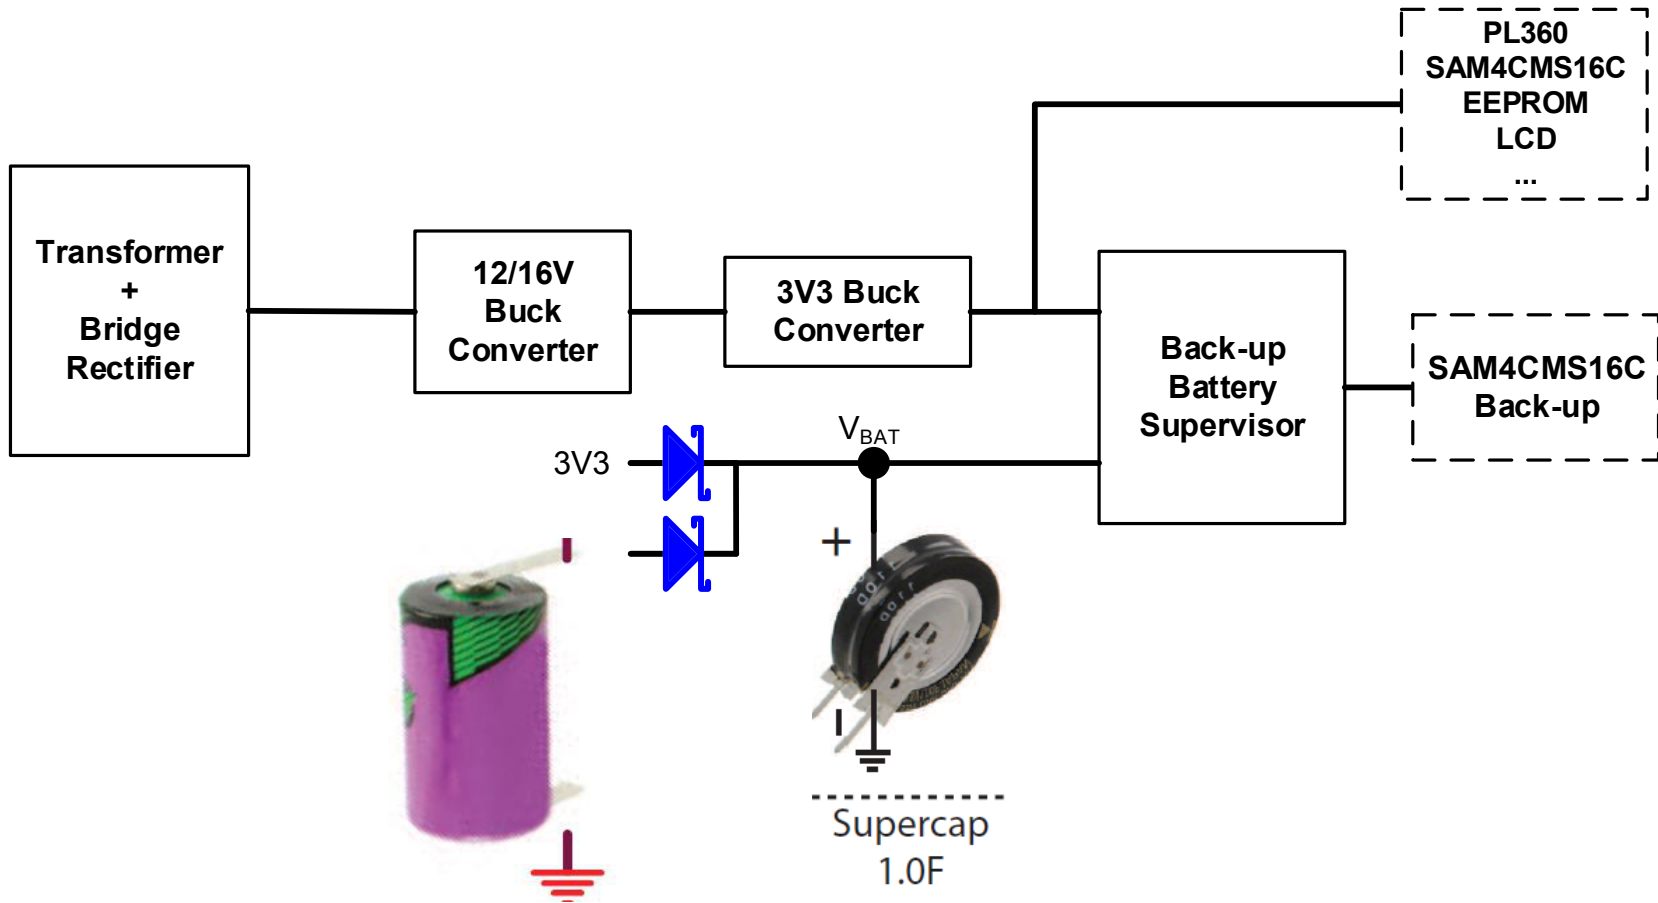 PL360
SAM4CMS16C
EEPROM
LCD
...
Transformer
+
Bridge
Rectifier
12/16V
Buck
Converter
3V3 Buck
Converter
Back-up
Battery
Supervisor
SAM4CMS16C
Back-up
3V3
VBAT
+
Supercap
1.0F